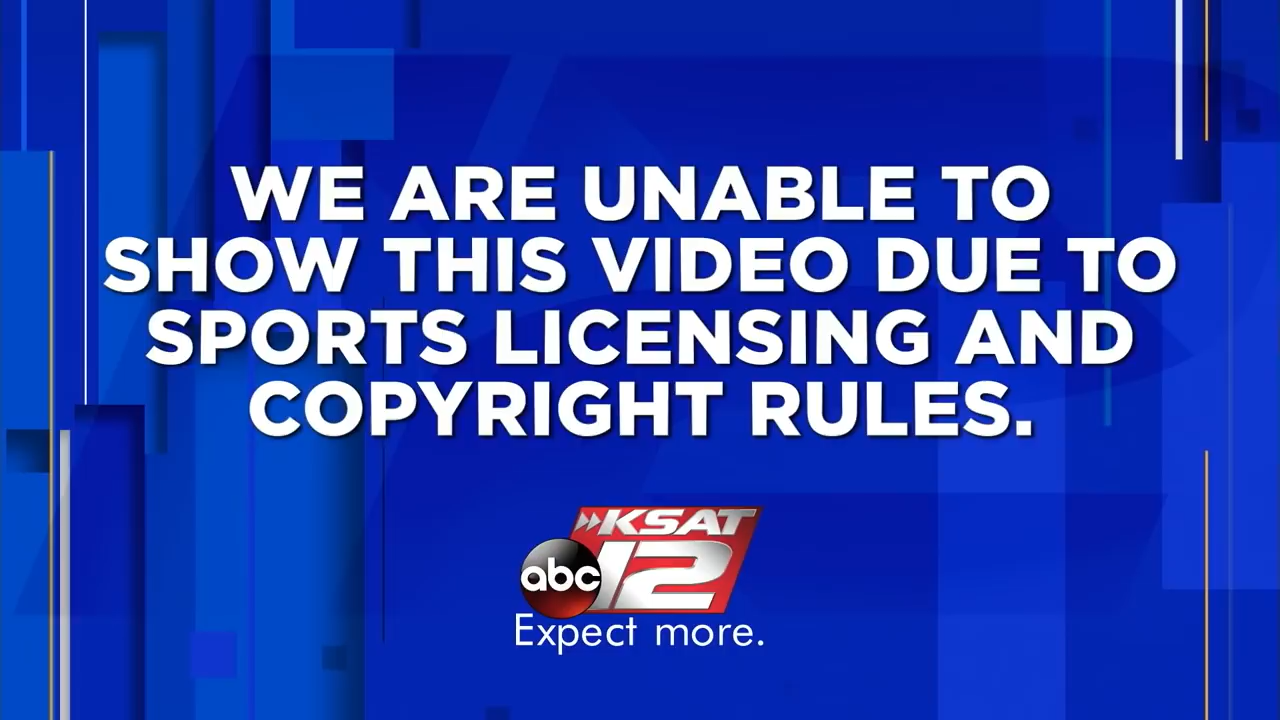 WE ARE UNABLE TO
SHOW THIS VIDEO DUE TO
SPORTS LICENSING AND
COPYRIGHT RULES.
KSAT
abc 12
Expect more.